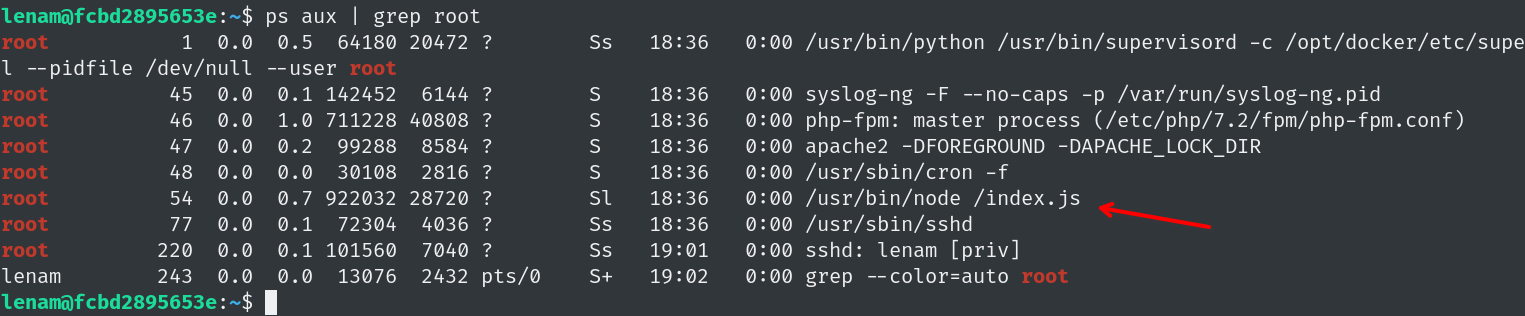 lenam@fcbd2895653e:~$ ps aux | grep root
root 1 0.0 0.5 64180 20472 ? Ss 18:36 0:00 /usr/bin/python /usr/bin/supervisord -c /opt/docker/etc/supe
l --pidfile /dev/null --user root
root 45 0.0 0.1 142452 6144 ? S 18:36 0:00 syslog-ng -F --no-caps -p /var/run/syslog-ng.pid
root 46 0.0 1.0 711228 40808 ? S 18:36 0:00 php-fpm: master process (/etc/php/7.2/fpm/php-fpm.conf)
root 47 0.0 0.2 99288 8584 ? S 18:36 0:00 apache2 -DFOREGROUND -DAPACHE_LOCK_DIR
root 48 0.0 0.0 30108 2816 ? S 18:36 0:00 /usr/sbin/cron -f
root 54 0.0 0.7 922032 28720 ? Sl 18:36 0:00 /usr/bin/node /index.js
root 77 0.0 0.1 72304 4036 ? Ss 18:36 0:00 /usr/sbin/sshd
root 220 0.0 0.1 101560 7040 ? Ss 19:01 0:00 sshd: lenam [priv]
lenam 243 0.0 0.0 13076 2432 pts/0 S+ 19:02 0:00 grep --color=auto root
lenam@fcbd2895653e:~$